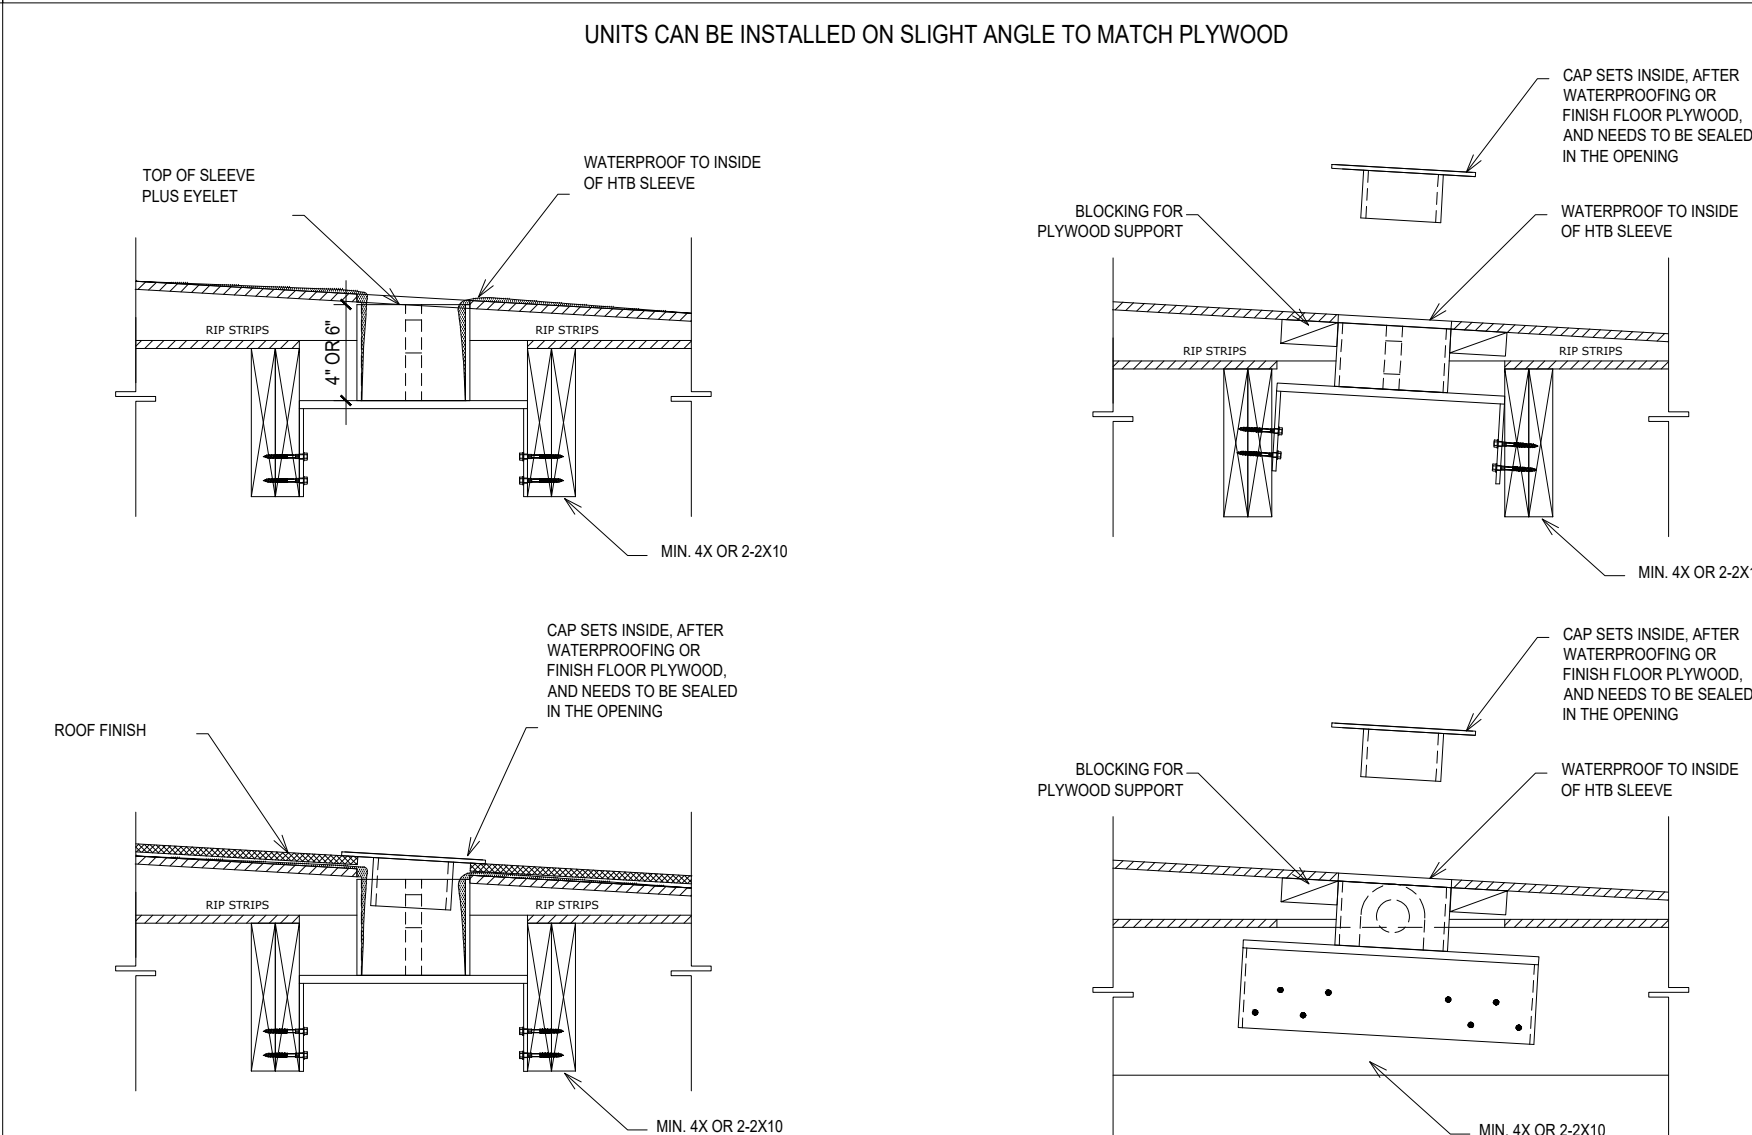 UNITS CAN BE INSTALLED ON SLIGHT ANGLE TO MATCH PLYWOOD
TOP OF SLEEVE
PLUS EYELET
WATERPROOF TO INSIDE
OF HTB SLEEVE
RIP STRIPS
4" OR 6"
RIP STRIPS
MIN. 4X OR 2-2X10
CAP SETS INSIDE, AFTER
WATERPROOFING OR
FINISH FLOOR PLYWOOD,
AND NEEDS TO BE SEALED
IN THE OPENING
BLOCKING FOR
PLYWOOD SUPPORT
WATERPROOF TO INSIDE
OF HTB SLEEVE
RIP STRIPS
RIP STRIPS
MIN. 4X OR 2-2X1
CAP SETS INSIDE, AFTER
WATERPROOFING OR
FINISH FLOOR PLYWOOD,
AND NEEDS TO BE SEALED
IN THE OPENING
ROOF FINISH
RIP STRIPS
RIP STRIPS
MIN. 4X OR 2-2X10
CAP SETS INSIDE, AFTER
WATERPROOFING OR
FINISH FLOOR PLYWOOD,
AND NEEDS TO BE SEALED
IN THE OPENING
BLOCKING FOR
PLYWOOD SUPPORT
WATERPROOF TO INSIDE
OF HTB SLEEVE
MIN. 4X OR 2-2X10